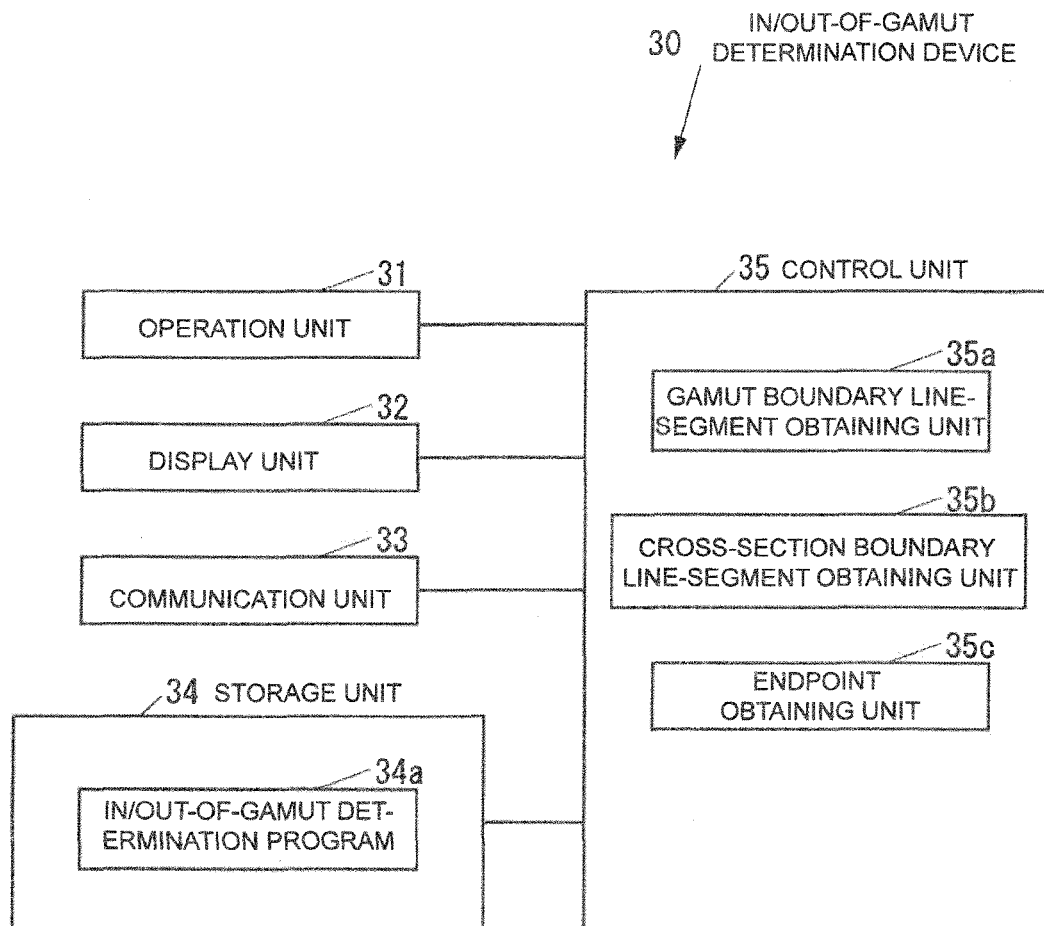 30
IN/OUT-OF-GAMUT
DETERMINATION DEVICE
31
OPERATION UNIT
32
DISPLAY UNIT
33
COMMUNICATION UNIT
34 STORAGE UNIT
34a
IN/OUT-OF-GAMUT DET-
ERMINATION PROGRAM
35 CONTROL UNIT
35a
GAMUT BOUNDARY LINE-
SEGMENT OBTAINING UNIT
35b
CROSS-SECTION BOUNDARY
LINE-SEGMENT OBTAINING UNIT
35c
ENDPOINT
OBTAINING UNIT